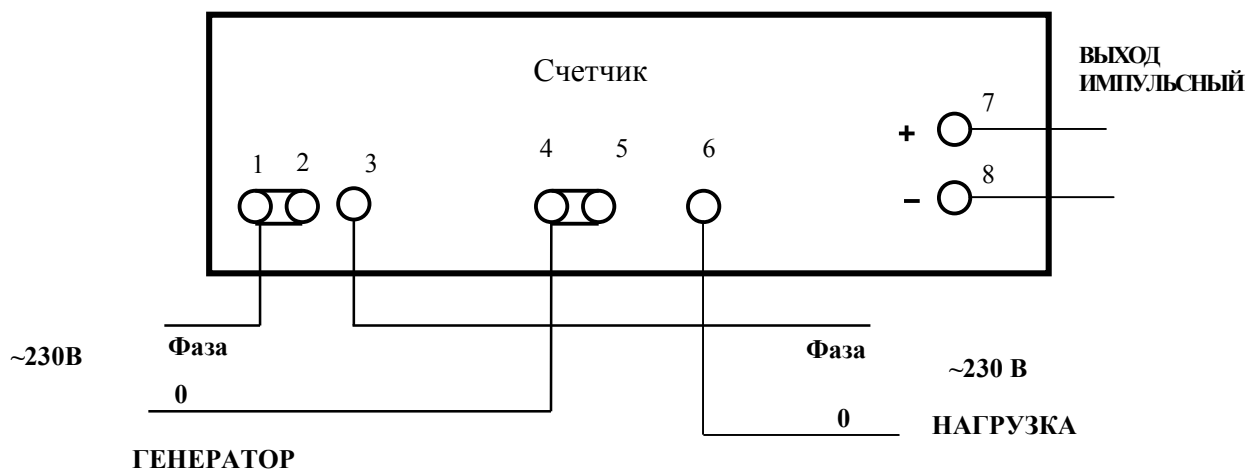 Счетчик
ВЫХОД
ИМПУЛЬСНЫЙ
7
+
8
-
1 2 3 4 5 6
Фаза
Фаза
~230В
~230 В
0
0
НАГРУЗКА
ГЕНЕРАТОР